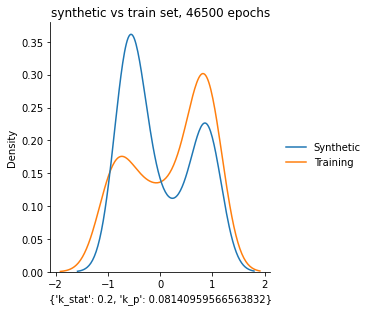 synthetic vs train set, 46500 epochs
0.35
0.30
0.25
0.20
0.15
0.10
0.05
0.00
Density
−2
−1
0
1
2
{'k_stat': 0.2, 'k_p': 0.08140959566563832}
Synthetic
Training